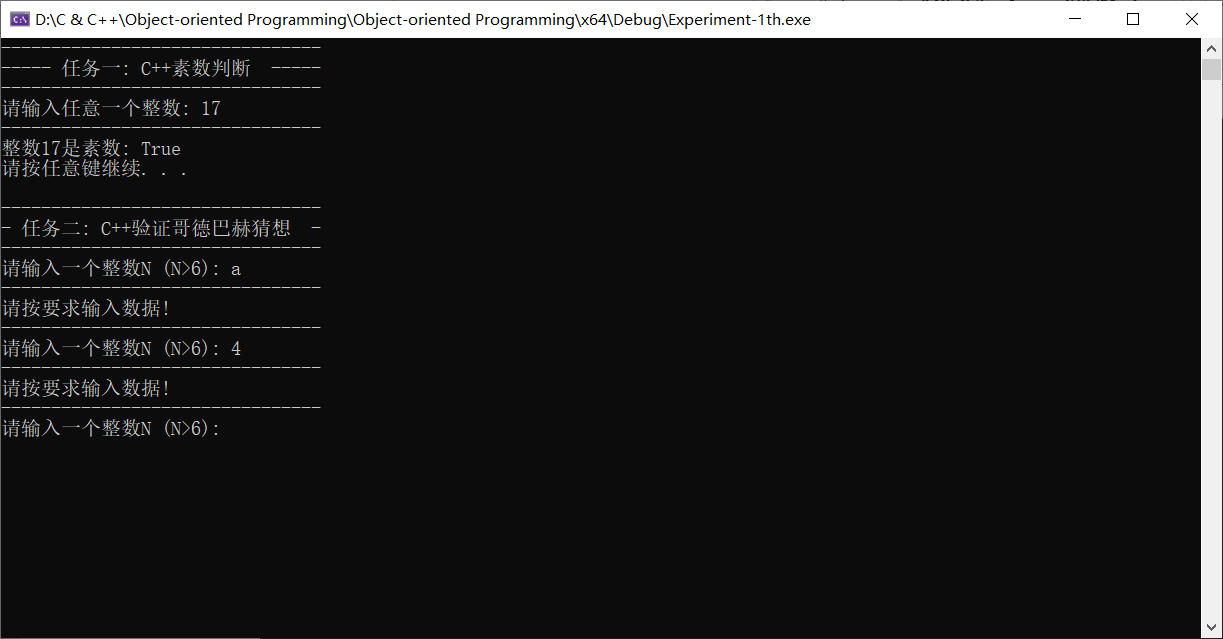 D:\C & C++\Object-oriented Programming\Object-oriented Programming\x64\Debug\Experiment-1th.exe
--------------------------------
----- 任务一: C++素数判断  -----
--------------------------------
请输入任意一个整数: 17
--------------------------------
整数17是素数: True
请按任意键继续. . .
--------------------------------
- 任务二: C++验证哥德巴赫猜想  -
--------------------------------
请输入一个整数N (N>6): a
--------------------------------
请按要求输入数据!
--------------------------------
请输入一个整数N (N>6): 4
--------------------------------
请按要求输入数据!
--------------------------------
请输入一个整数N (N>6):